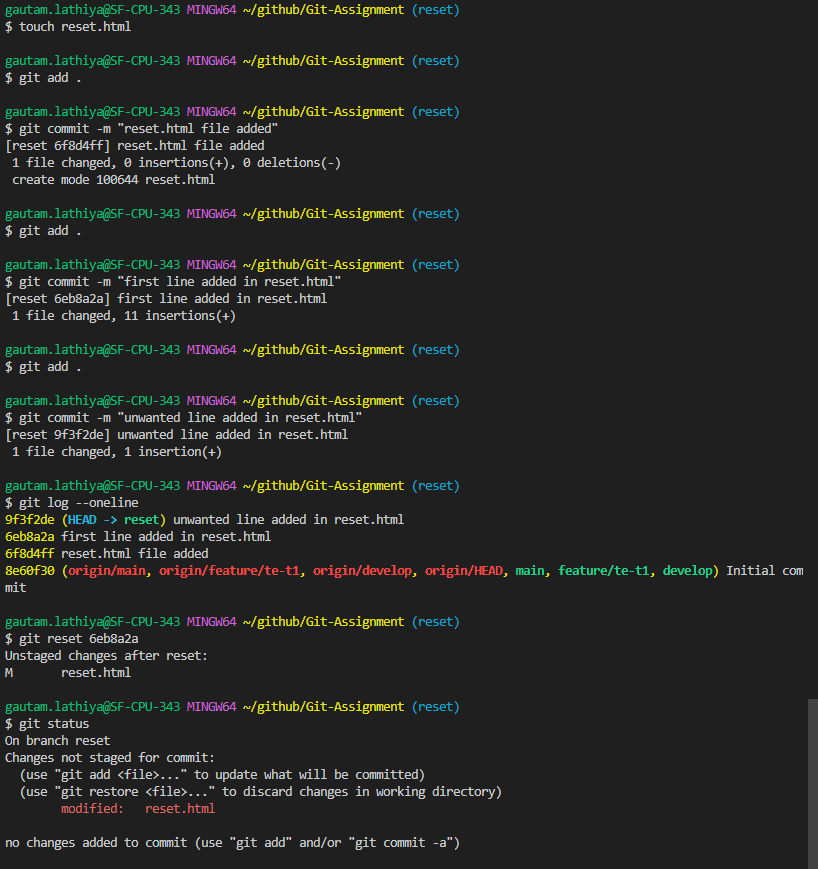 gautam.lathiya@SF-CPU-343 MINGW64 ~/github/Git-Assignment (reset)
$ touch reset.html

gautam.lathiya@SF-CPU-343 MINGW64 ~/github/Git-Assignment (reset)
$ git add .

gautam.lathiya@SF-CPU-343 MINGW64 ~/github/Git-Assignment (reset)
$ git commit -m "reset.html file added"
[reset 6f8d4ff] reset.html file added
 1 file changed, 0 insertions(+), 0 deletions(-)
 create mode 100644 reset.html

gautam.lathiya@SF-CPU-343 MINGW64 ~/github/Git-Assignment (reset)
$ git add .

gautam.lathiya@SF-CPU-343 MINGW64 ~/github/Git-Assignment (reset)
$ git commit -m "first line added in reset.html"
[reset 6eb8a2a] first line added in reset.html
 1 file changed, 11 insertions(+)

gautam.lathiya@SF-CPU-343 MINGW64 ~/github/Git-Assignment (reset)
$ git add .

gautam.lathiya@SF-CPU-343 MINGW64 ~/github/Git-Assignment (reset)
$ git commit -m "unwanted line added in reset.html"
[reset 9f3f2de] unwanted line added in reset.html
 1 file changed, 1 insertion(+)

gautam.lathiya@SF-CPU-343 MINGW64 ~/github/Git-Assignment (reset)
$ git log --oneline
9f3f2de (HEAD -> reset) unwanted line added in reset.html
6eb8a2a first line added in reset.html
6f8d4ff reset.html file added
8e60f30 (origin/main, origin/feature/te-t1, origin/develop, origin/HEAD, main, feature/te-t1, develop) Initial com
mit

gautam.lathiya@SF-CPU-343 MINGW64 ~/github/Git-Assignment (reset)
$ git reset 6eb8a2a
Unstaged changes after reset:
M       reset.html

gautam.lathiya@SF-CPU-343 MINGW64 ~/github/Git-Assignment (reset)
$ git status
On branch reset
Changes not staged for commit:
  (use "git add <file>..." to update what will be committed)
  (use "git restore <file>..." to discard changes in working directory)
        modified:   reset.html

no changes added to commit (use "git add" and/or "git commit -a")